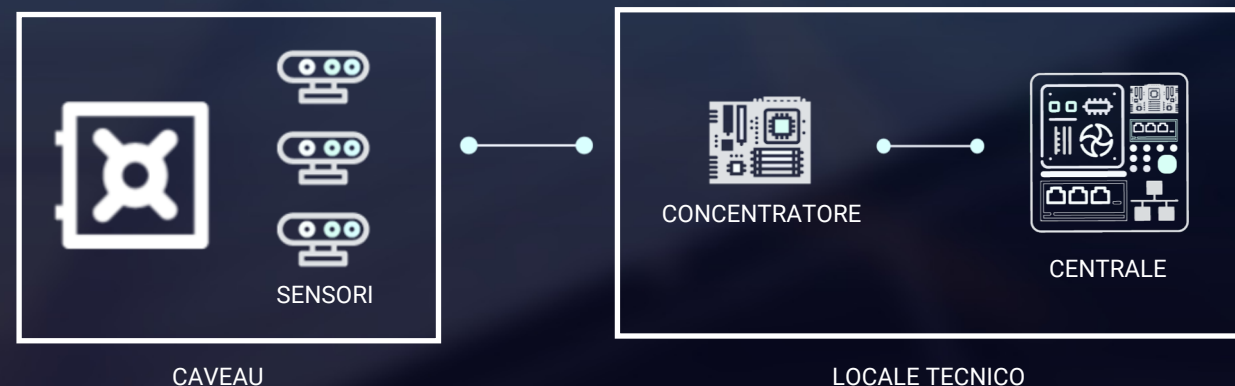 SENSORI
CONCENTRATORE
CENTRALE
CAVEAU
LOCALE TECNICO